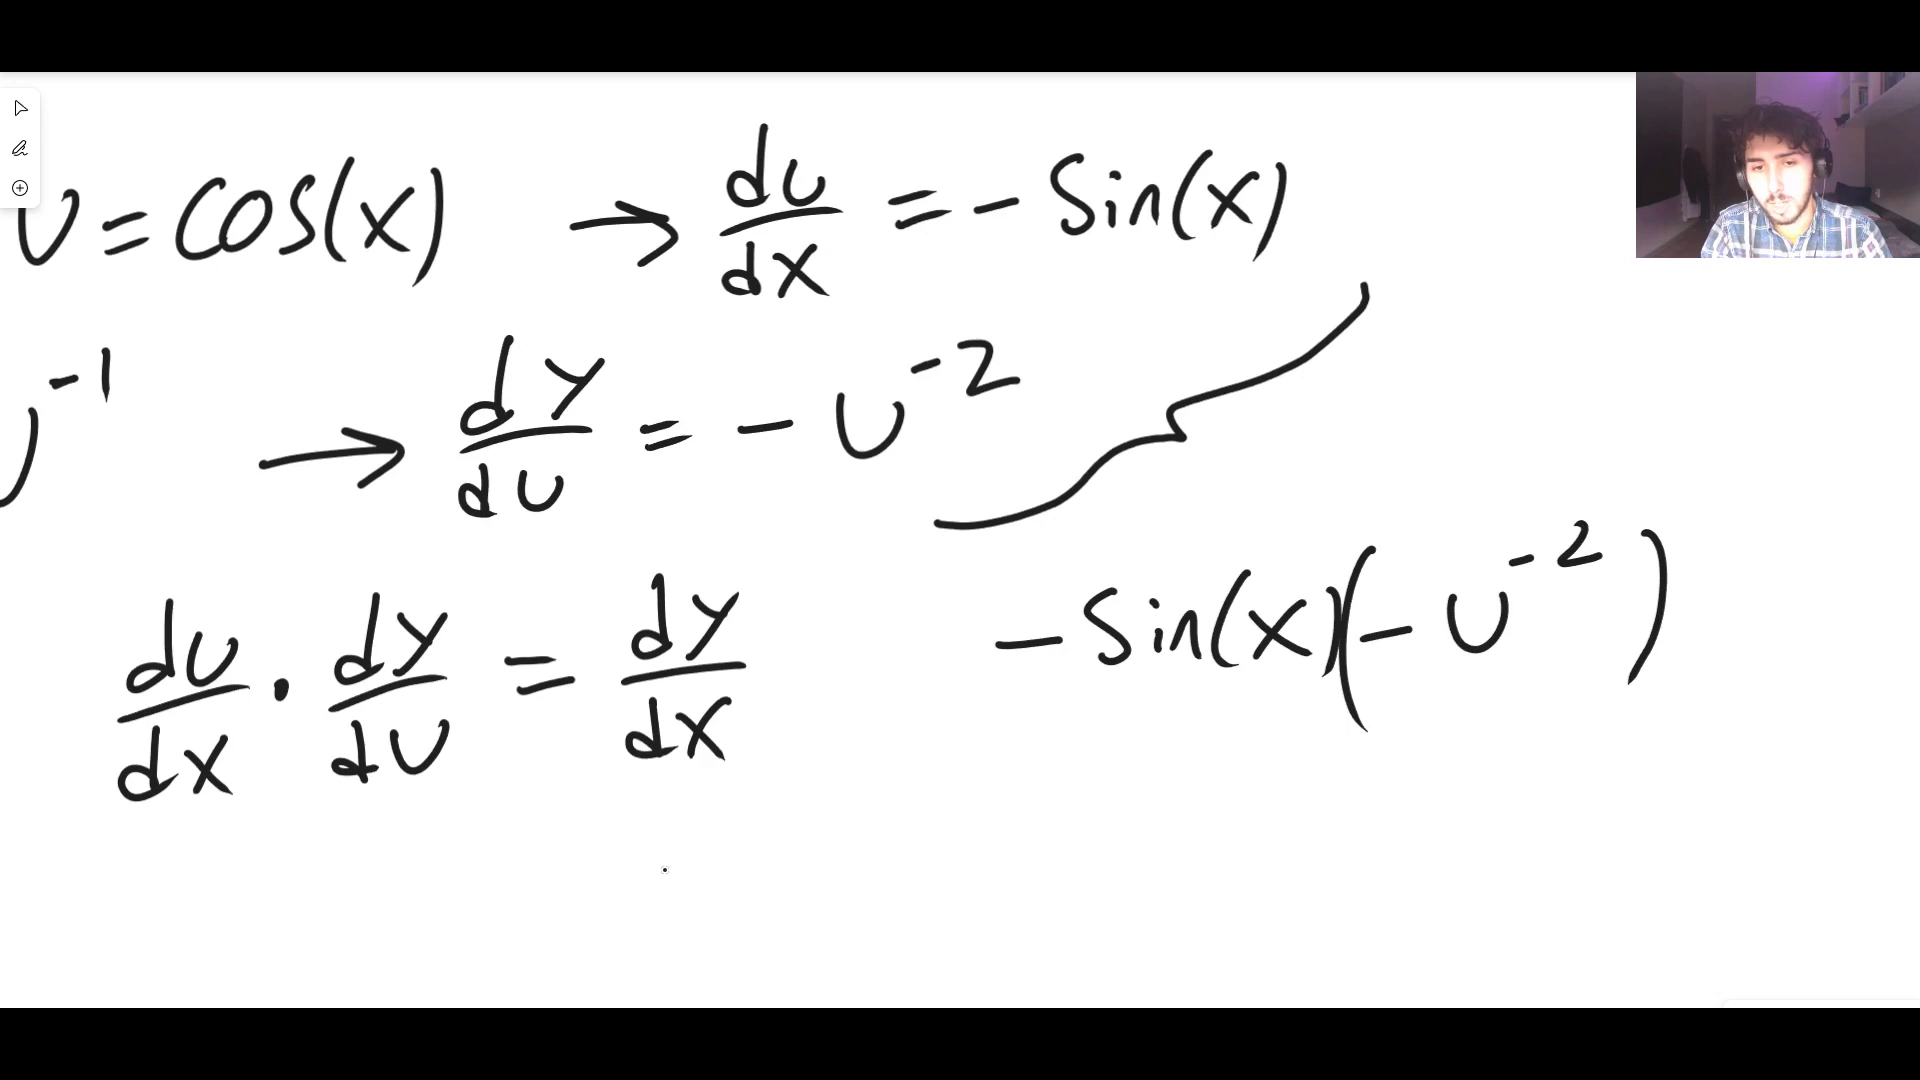 U = cos(x) → du/dx = - sin(x)
U^-1 → dy/du = - U^-2
du/dx · dy/du = dy/dx - sin(x)(- U^-2)